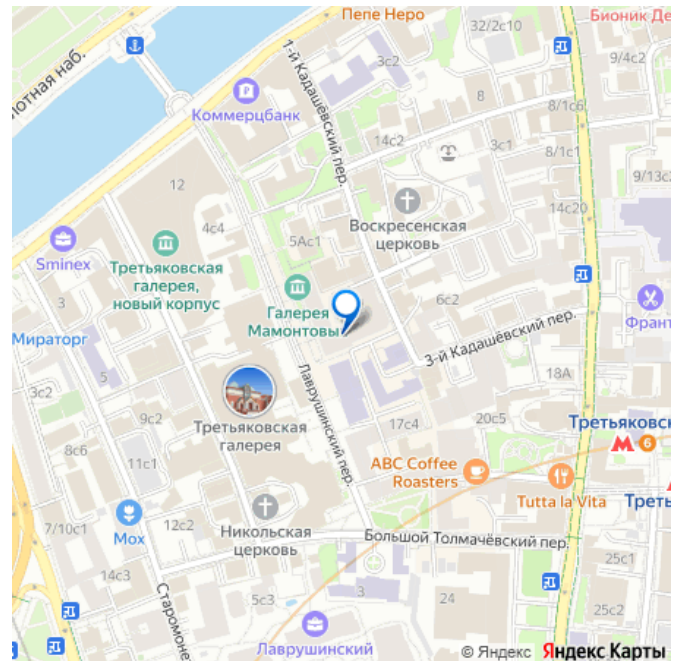 Пепе Неро
32/2с10
Бионик Де
лотная наб.
1-й Кадашёвский пер.
3с2
9/4с2
Коммерцбанк
8
8/1с6
14с2
3с1
8/1с1
9/13с
12
Воскресенская
церковь
14с20
4с4
5Ас1
Sminex
Третьяковская
галерея,
новый корпус
3
Галерея
Мамонтовы
6с2
Франт
Мираторг
3-й Кадашёвский пер.
3с2
Лаврушинский пер.
18А
9с2
Третьяковская
галерея
17с4
20с5
Третьяковс
6
8с6
11с1
ABC Coffee
Roasters
Tutta la Vita
Треть
7/10с1
Мох
12с2
Никольская
церковь
Большой Толмачёвский пер.
14с3
Старомонет
5с3
3
24
25с1
25с2
Лаврушинский
© Яндекс Яндекс Карты